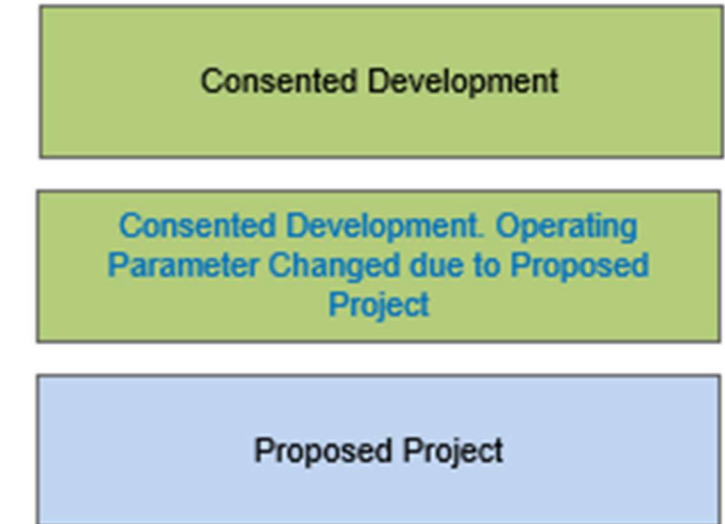 Consented Development
Consented Development. Operating
Parameter Changed due to Proposed
Project
Proposed Project